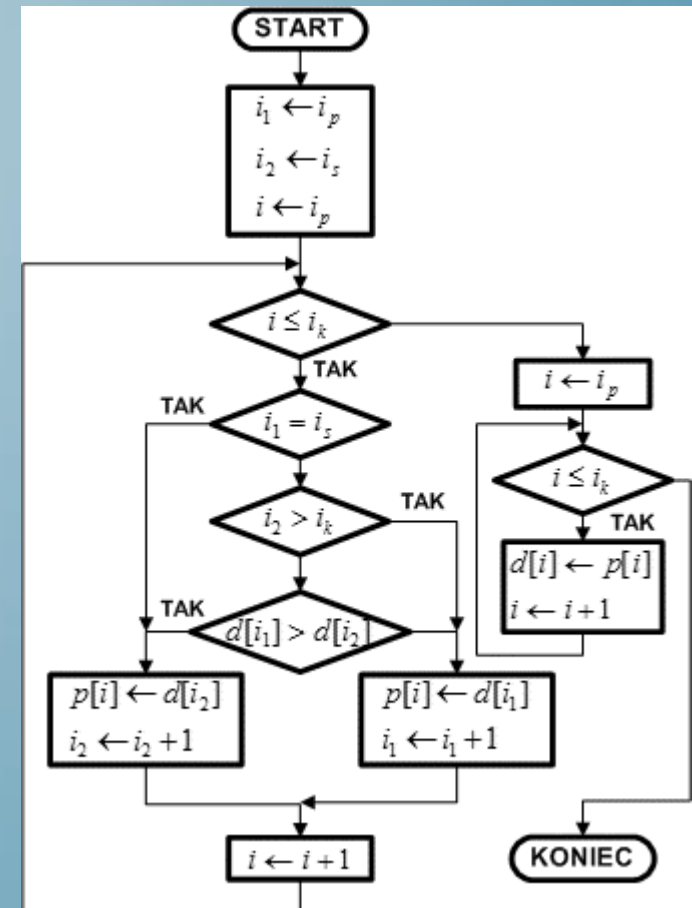 START
i₁ ← iₚ
i₂ ← iₛ
i ← iₚ
i ≤ iₖ
TAK
i₁ = iₛ
TAK
i₂ > iₖ
TAK
d[i₁] > d[i₂]
TAK
p[i] ← d[i₂]
i₂ ← i₂ + 1
p[i] ← d[i₁]
i₁ ← i₁ + 1
i ← i + 1
i ← iₚ
i ≤ iₖ
TAK
d[i] ← p[i]
i ← i + 1
KONIEC